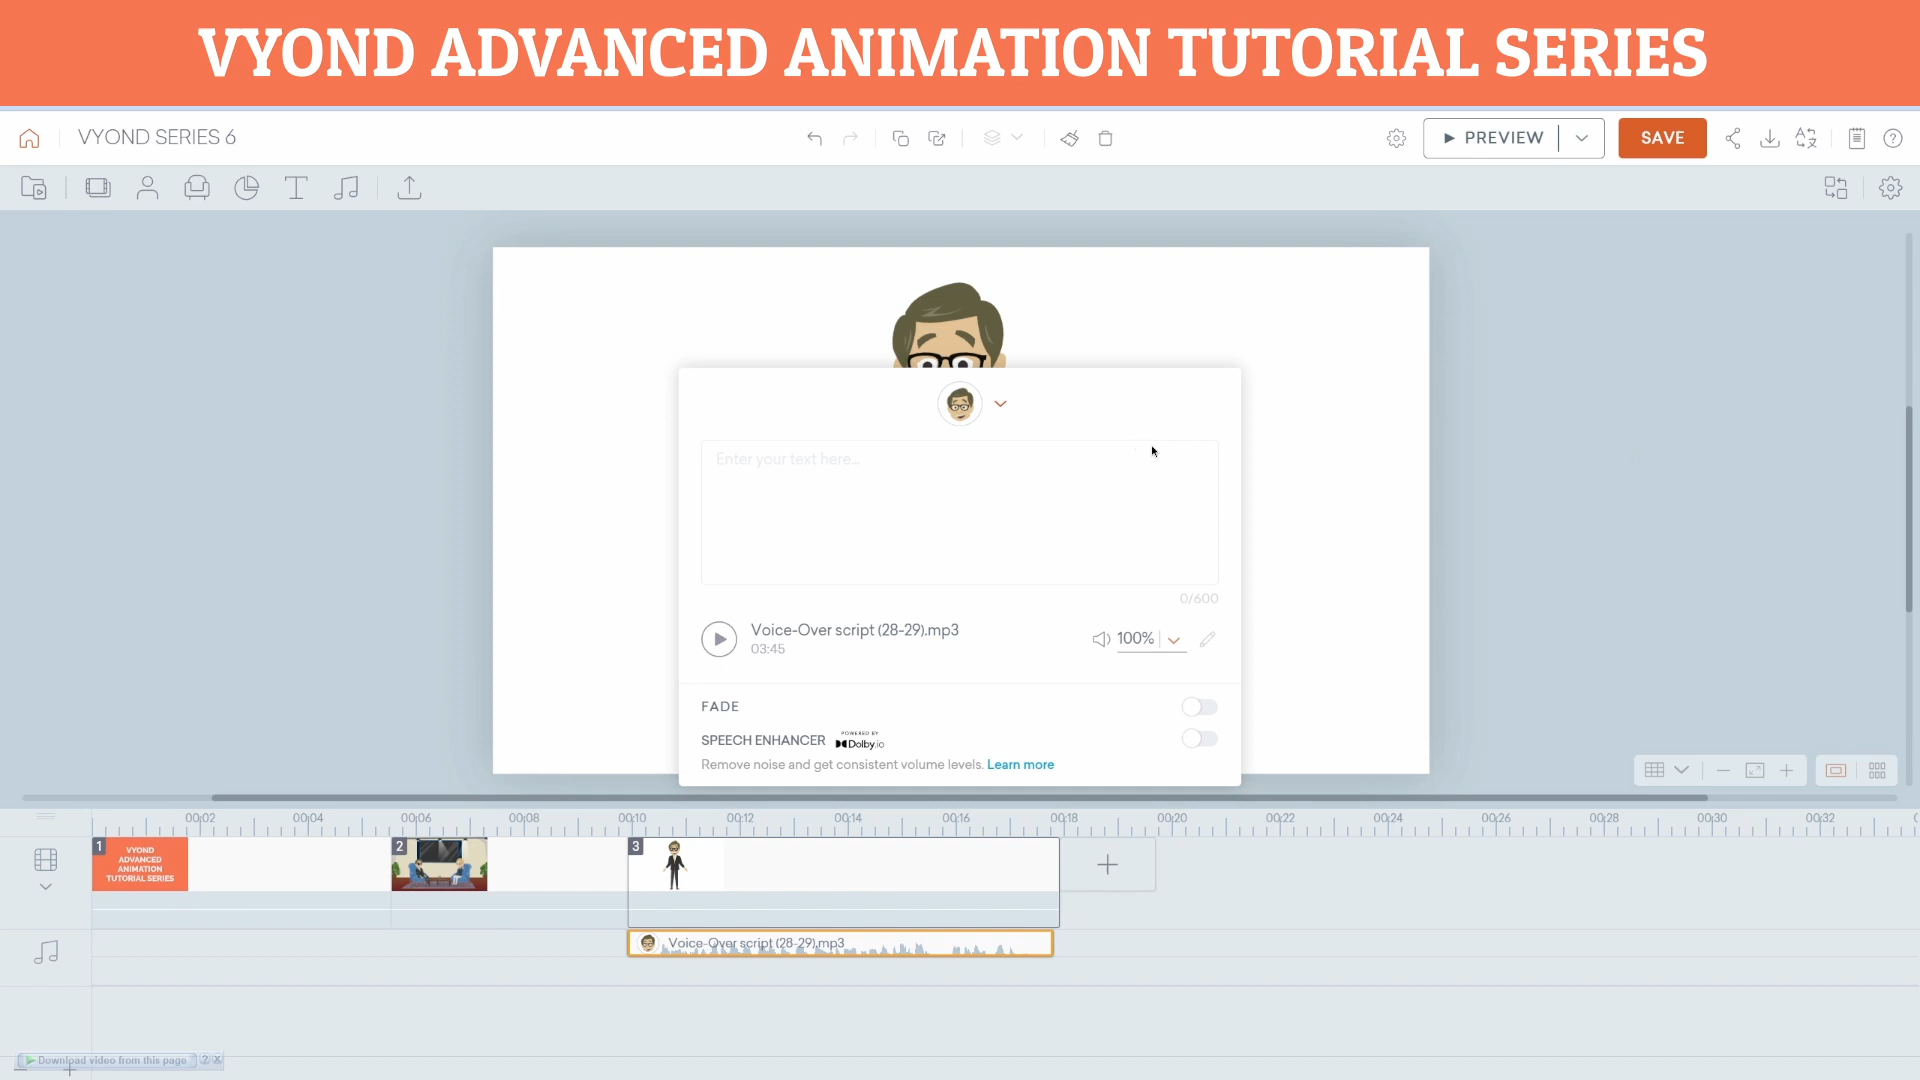 VYOND ADVANCED ANIMATION TUTORIAL SERIES
VYOND SERIES 6
PREVIEW
SAVE
Enter your text here...
0/600
Voice-Over script (28-29).mp3
03:45
100%
FADE
SPEECH ENHANCER POWERED BY Dolby.io
Remove noise and get consistent volume levels. Learn more
00:02 00:04 00:06 00:08 00:10 00:12 00:14 00:16 00:18 00:20 00:22 00:24 00:26 00:28 00:30 00:32
1 2 3
VYOND
ADVANCED
ANIMATION
TUTORIAL SERIES
Voice-Over script (28-29).mp3
Download video from this page ? X